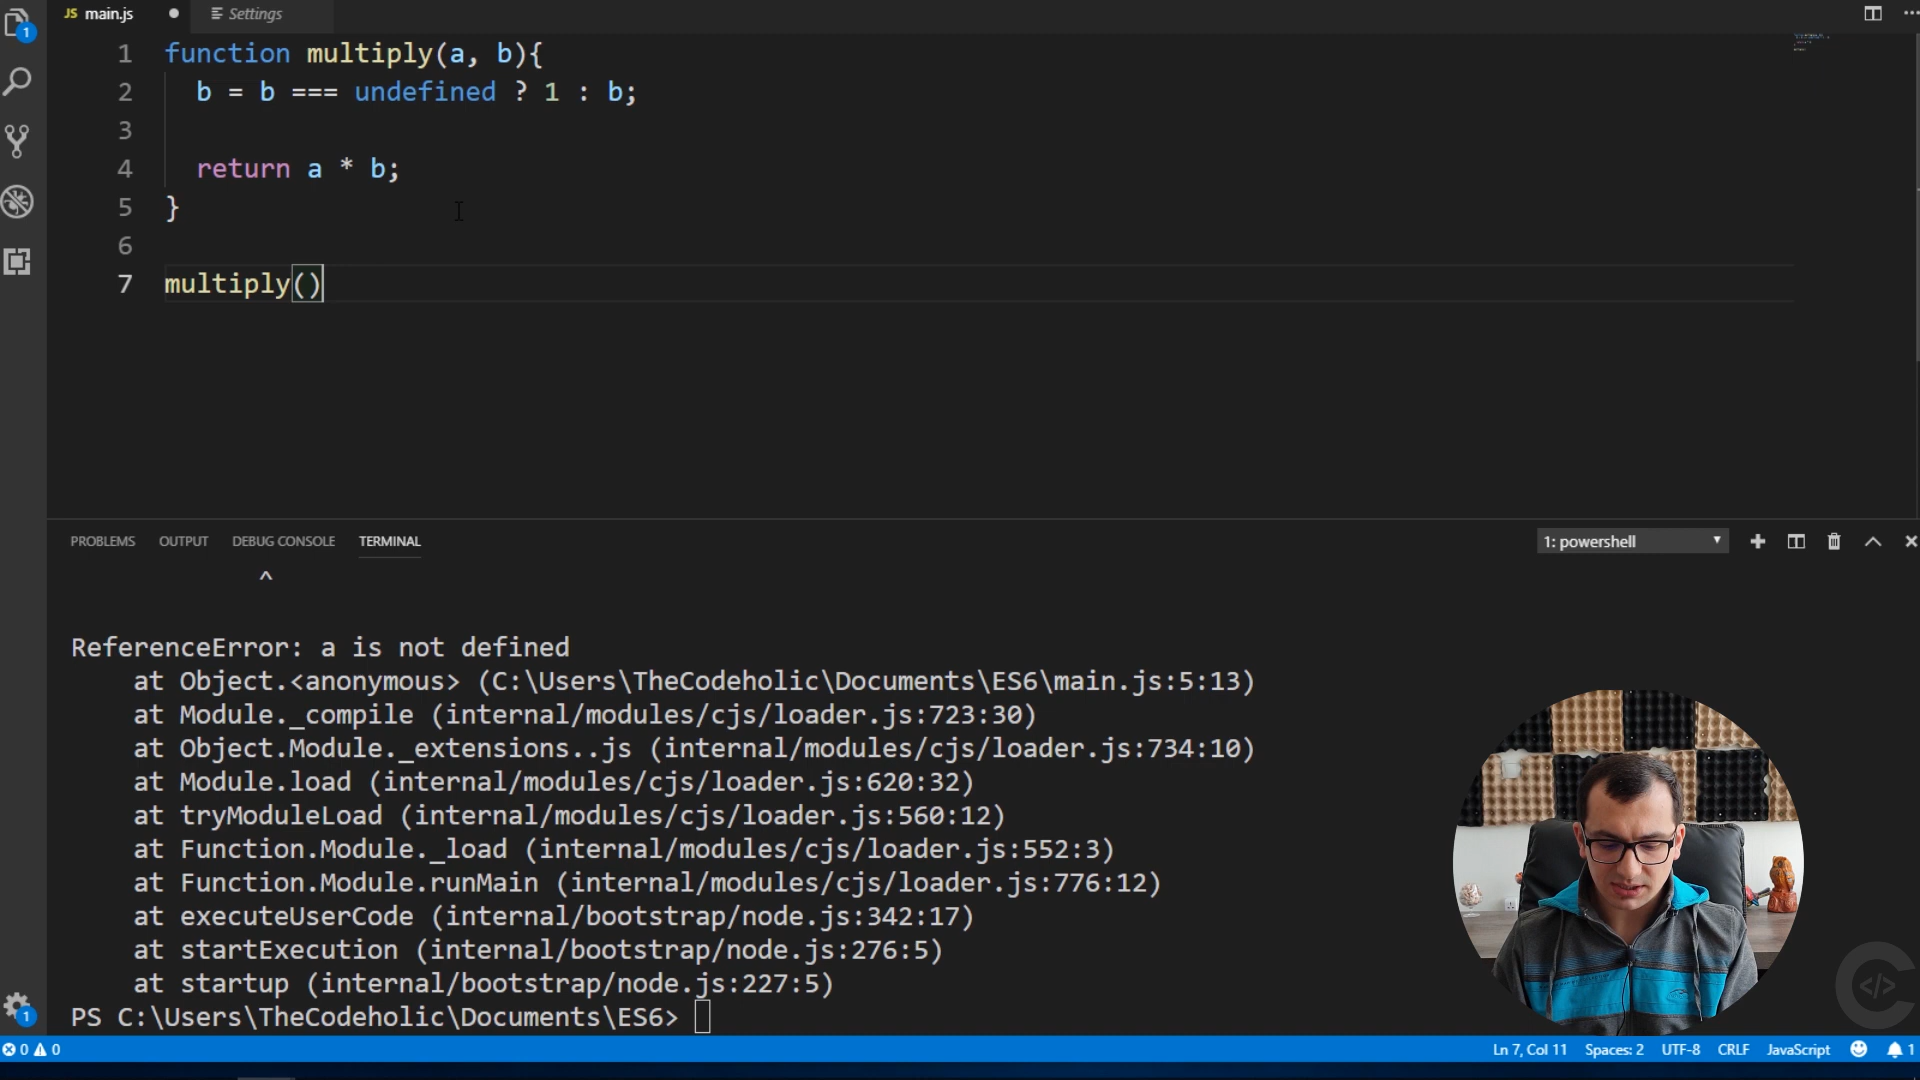 JS main.js ● Settings
1 function multiply(a, b){
2 b = b === undefined ? 1 : b;
3
4 return a * b;
5 }
6
7 multiply()
PROBLEMS OUTPUT DEBUG CONSOLE TERMINAL 1: powershell
^
ReferenceError: a is not defined
at Object.<anonymous> (C:\Users\TheCodeholic\Documents\ES6\main.js:5:13)
at Module._compile (internal/modules/cjs/loader.js:723:30)
at Object.Module._extensions..js (internal/modules/cjs/loader.js:734:10)
at Module.load (internal/modules/cjs/loader.js:620:32)
at tryModuleLoad (internal/modules/cjs/loader.js:560:12)
at Function.Module._load (internal/modules/cjs/loader.js:552:3)
at Function.Module.runMain (internal/modules/cjs/loader.js:776:12)
at executeUserCode (internal/bootstrap/node.js:342:17)
at startExecution (internal/bootstrap/node.js:276:5)
at startup (internal/bootstrap/node.js:227:5)
PS C:\Users\TheCodeholic\Documents\ES6>
0 0 Ln 7, Col 11 Spaces: 2 UTF-8 CRLF JavaScript 1
1
1